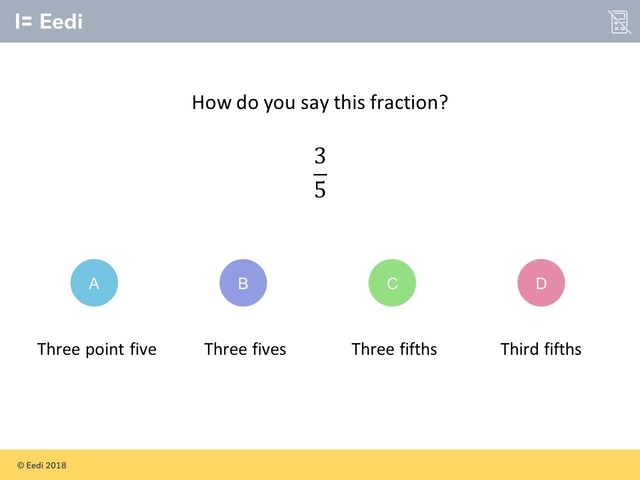 Eedi
How do you say this fraction?
3
5
A
B
C
D
Three point five
Three fives
Three fifths
Third fifths
© Eedi 2018